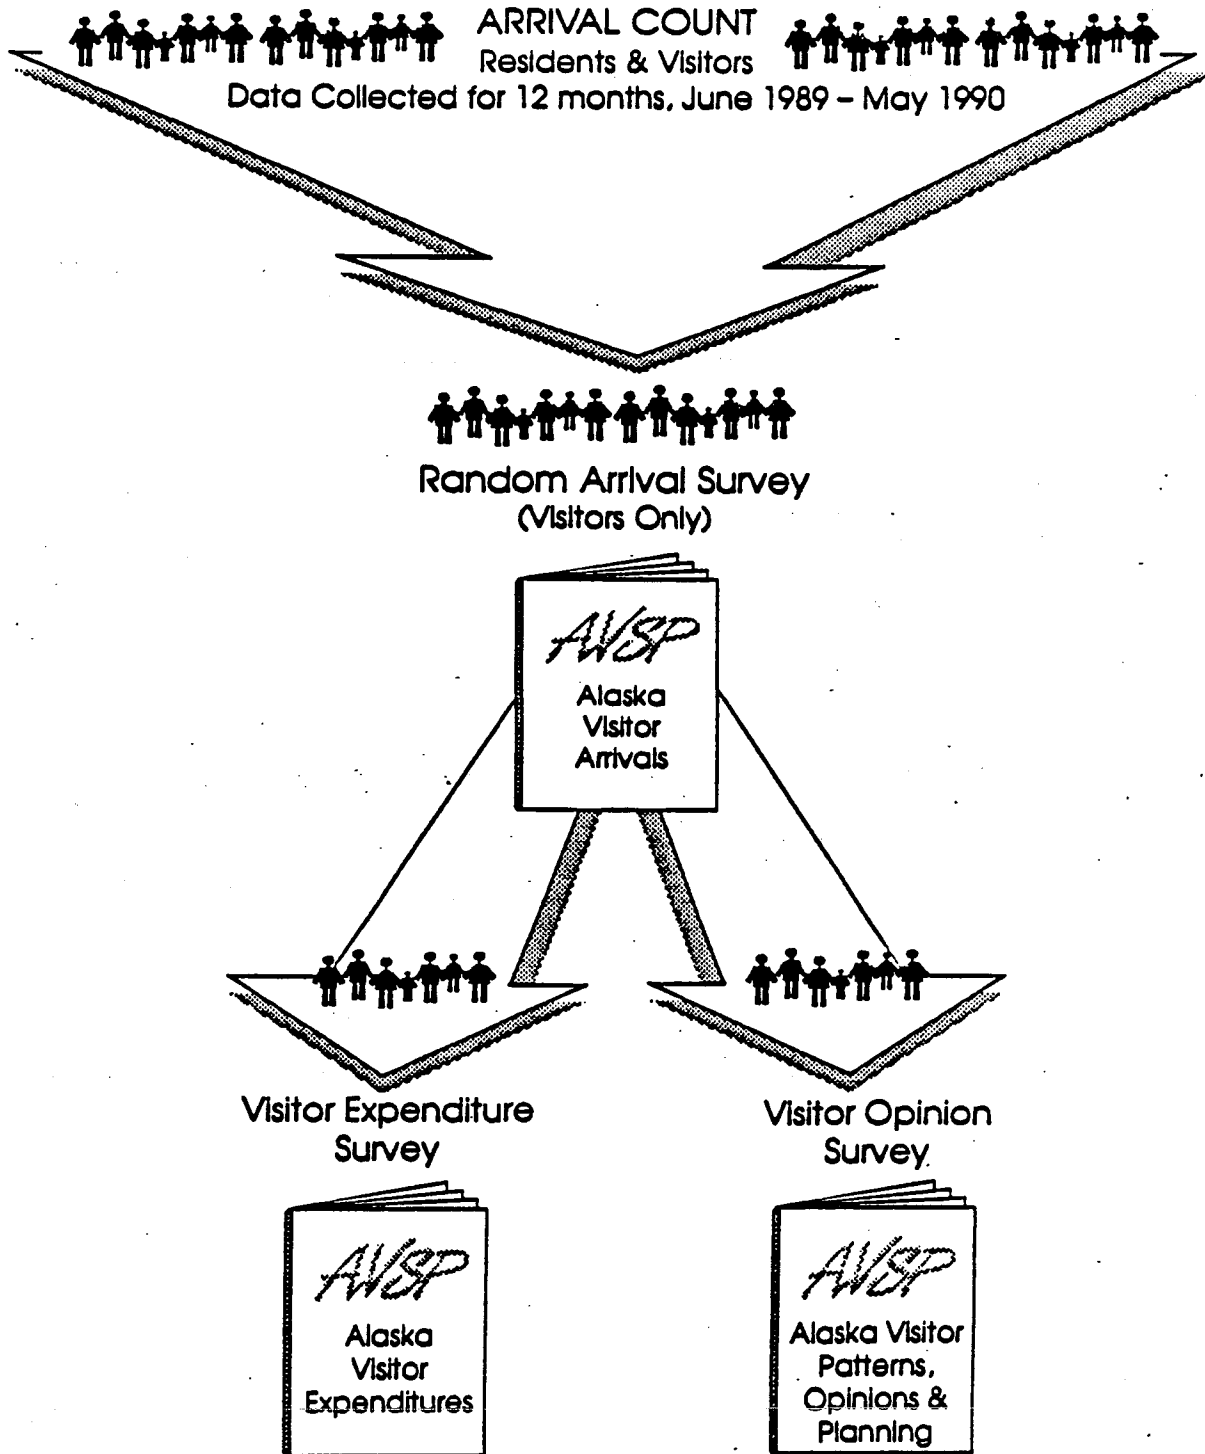 ARRIVAL COUNT
Residents & Visitors
Data Collected for 12 months, June 1989 – May 1990
Random Arrival Survey
(Visitors Only)
AVSP
Alaska
Visitor
Arrivals
Visitor Expenditure
Survey
Visitor Opinion
Survey
AVSP
Alaska
Visitor
Expenditures
AVSP
Alaska Visitor
Patterns,
Opinions &
Planning